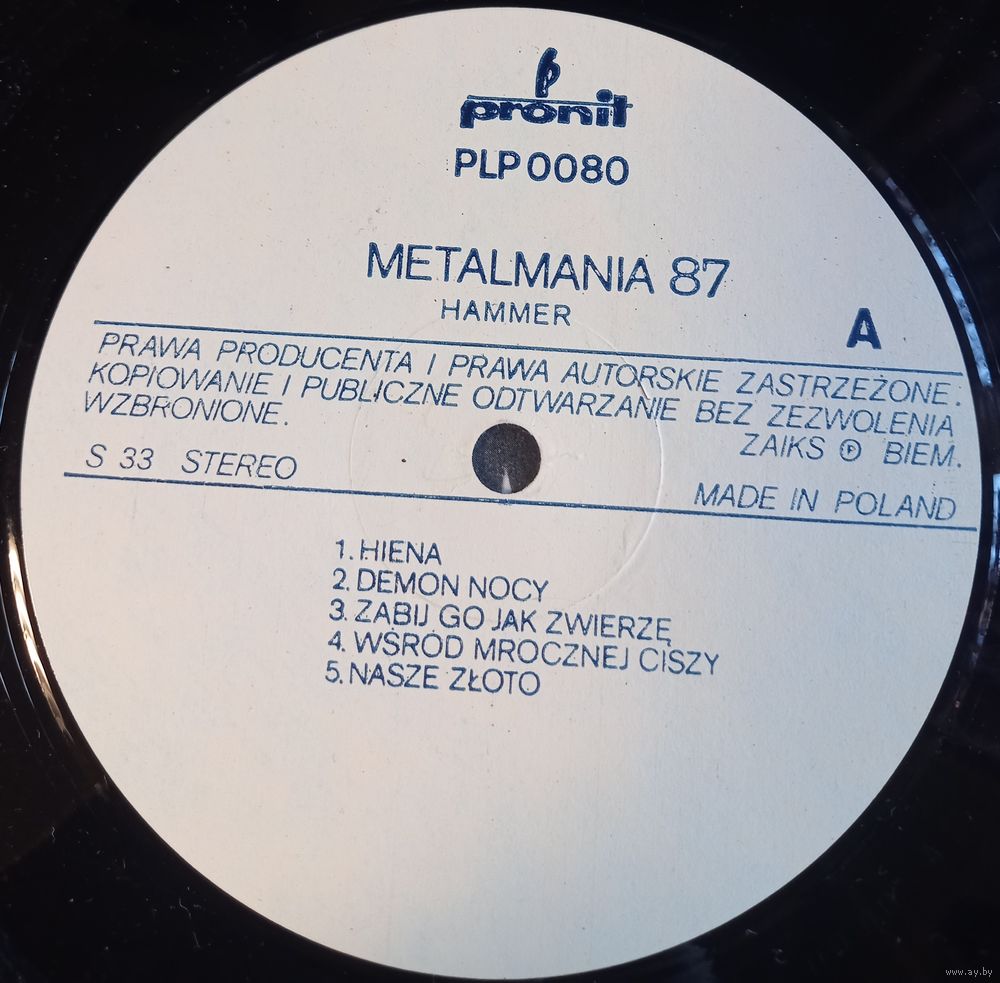 pronit
PLP 0080
METALMANIA 87
HAMMER
A
PRAWA PRODUCENTA I PRAWA AUTORSKIE ZASTRZEŻONE.
KOPIOWANIE I PUBLICZNE ODTWARZANIE BEZ ZEZWOLENIA
WZBRONIONE.
ZAIKS Ⓟ BIEM.
S 33 STEREO
MADE IN POLAND
1. HIENA
2. DEMON NOCY
3. ZABIJ GO JAK ZWIERZĘ
4. WŚRÓD MROCZNEJ CISZY
5. NASZE ZŁOTO
www.ay.by